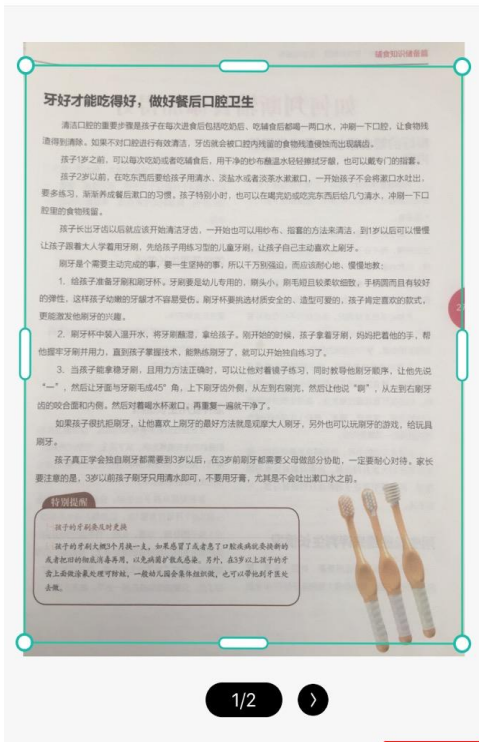 辅食知识储备篇
牙好才能吃得好，做好餐后口腔卫生
清洁口腔的重要步骤是孩子在每次进食后包括吃奶后、吃辅食后都喝一两口水，冲刷一下口腔，让食物残
渣得到清除。如果不对口腔进行有效清洁，牙齿就会被口腔内残留的食物残渣侵蚀而出现龋齿。
孩子1岁之前，可以每次吃奶或者吃辅食后，用干净的纱布蘸温水轻轻擦拭牙龈，也可以戴专门的指套。
孩子2岁以前，在吃东西后要给孩子用清水、淡盐水或者淡茶水漱漱口，一开始孩子不会将漱口水吐出，
要多练习，渐渐养成餐后漱口的习惯，孩子特别小时，也可以在喝完奶或吃完东西后给几勺清水，冲刷一下口
腔里的食物残留。
孩子长出牙齿以后就应该开始清洁牙齿，一开始也可以用纱布、指套的方法来清洁，到1岁以后可以慢慢
让孩子跟着大人学着用牙刷，先给孩子用练习型的儿童牙刷，让孩子自己主动喜欢上刷牙。
刷牙是个需要主动完成的事，要一生坚持的事，所以千万别强迫，而应该耐心地、慢慢地教：
1．给孩子准备牙刷和刷牙杯。牙刷要是幼儿专用的，刷头小，刷毛短且较柔软细致，手柄圆而且有较好
的弹性，这样孩子幼嫩的牙龈才不容易受伤。刷牙杯要挑选材质安全的、造型可爱的，孩子肯定喜欢的款式，
更能激发他刷牙的兴趣。
2．刷牙杯中装入温开水，将牙刷蘸湿，拿给孩子。刚开始的时候，孩子拿着牙刷，妈妈把着他的手，帮
他握牢牙刷并用力，直到孩子掌握技术，能熟练刷牙了，就可以开始独自练习了。
3．当孩子能拿稳牙刷，且用力方法正确时，可以让他对着镜子练习，同时教导他刷牙顺序，让他先说
“一”，然后让牙面与牙刷毛成45°角，上下刷牙齿外侧，从左到右刷完，然后让他说“啊”，从左到右刷牙
齿的咬合面和内侧。然后对着喝水杯漱口，再重复一遍就干净了。
如果孩子很抗拒刷牙，让他喜欢上刷牙的最好方法就是观摩大人刷牙，另外也可以玩刷牙的游戏，给玩具
刷牙。
孩子真正学会独自刷牙都需要到3岁以后，在3岁前刷牙都需要父母做部分协助，一定要耐心对待。家长
要注意的是，3岁以前孩子刷牙只用清水即可，不要用牙膏，尤其是不会吐出漱口水之前。
特别提醒
孩子的牙刷要及时更换
孩子的牙刷大概3个月换一支，如果感冒了或者患了口腔疾病就要换新的
或者把旧的彻底消毒再用，以免病菌扩散或感染。另外，在3岁以上孩子的牙
齿上面做涂氟处理可防蛀，一般幼儿园会集体组织做，也可以带他到牙医处
去做。
1/2